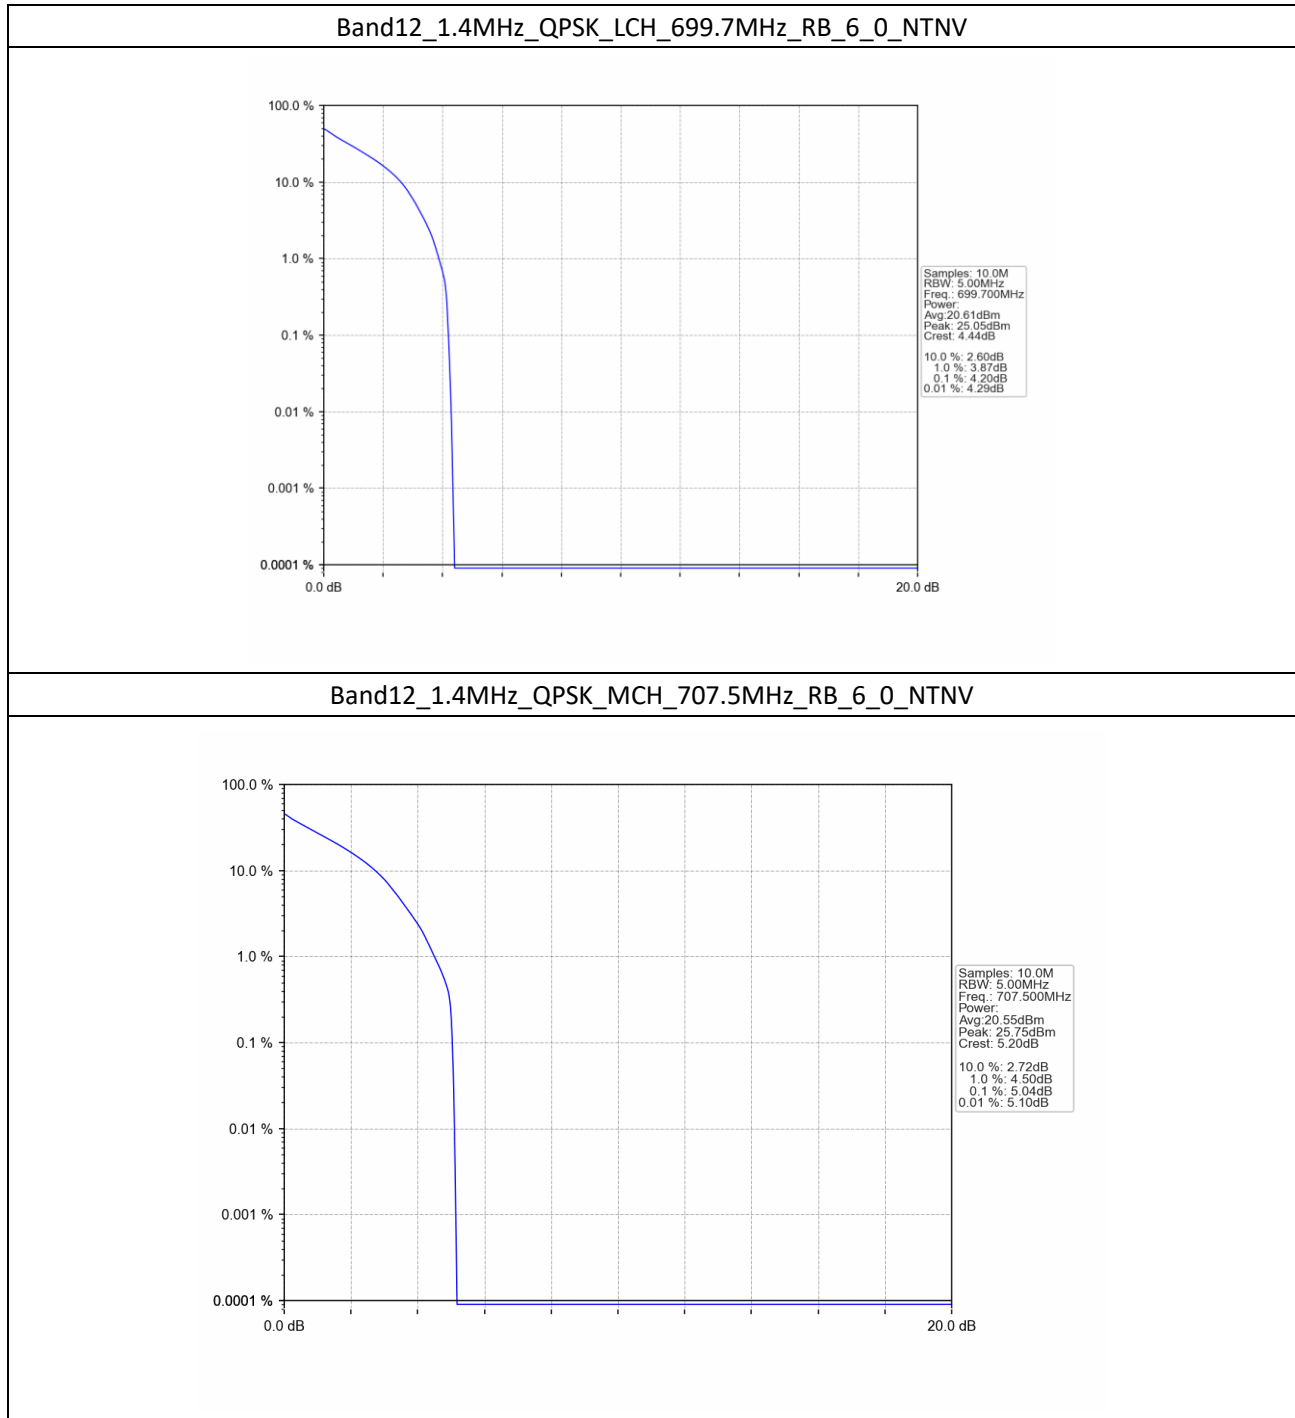 Band12_1.4MHz_QPSK_LCH_699.7MHz_RB_6_0_NTNV
100.0 %
10.0 %
1.0 %
0.1 %
0.01 %
0.001 %
0.0001 %
0.0 dB
20.0 dB
Samples: 10.0M
RBW: 5.00MHz
Freq.: 699.700MHz
Power:
Avg:20.61dBm
Peak: 25.05dBm
Crest: 4.44dB
10.0 %: 2.60dB
1.0 %: 3.87dB
0.1 %: 4.20dB
0.01 %: 4.29dB
Band12_1.4MHz_QPSK_MCH_707.5MHz_RB_6_0_NTNV
100.0 %
10.0 %
1.0 %
0.1 %
0.01 %
0.001 %
0.0001 %
0.0 dB
20.0 dB
Samples: 10.0M
RBW: 5.00MHz
Freq.: 707.500MHz
Power:
Avg:20.55dBm
Peak: 25.75dBm
Crest: 5.20dB
10.0 %: 2.72dB
1.0 %: 4.50dB
0.1 %: 5.04dB
0.01 %: 5.10dB